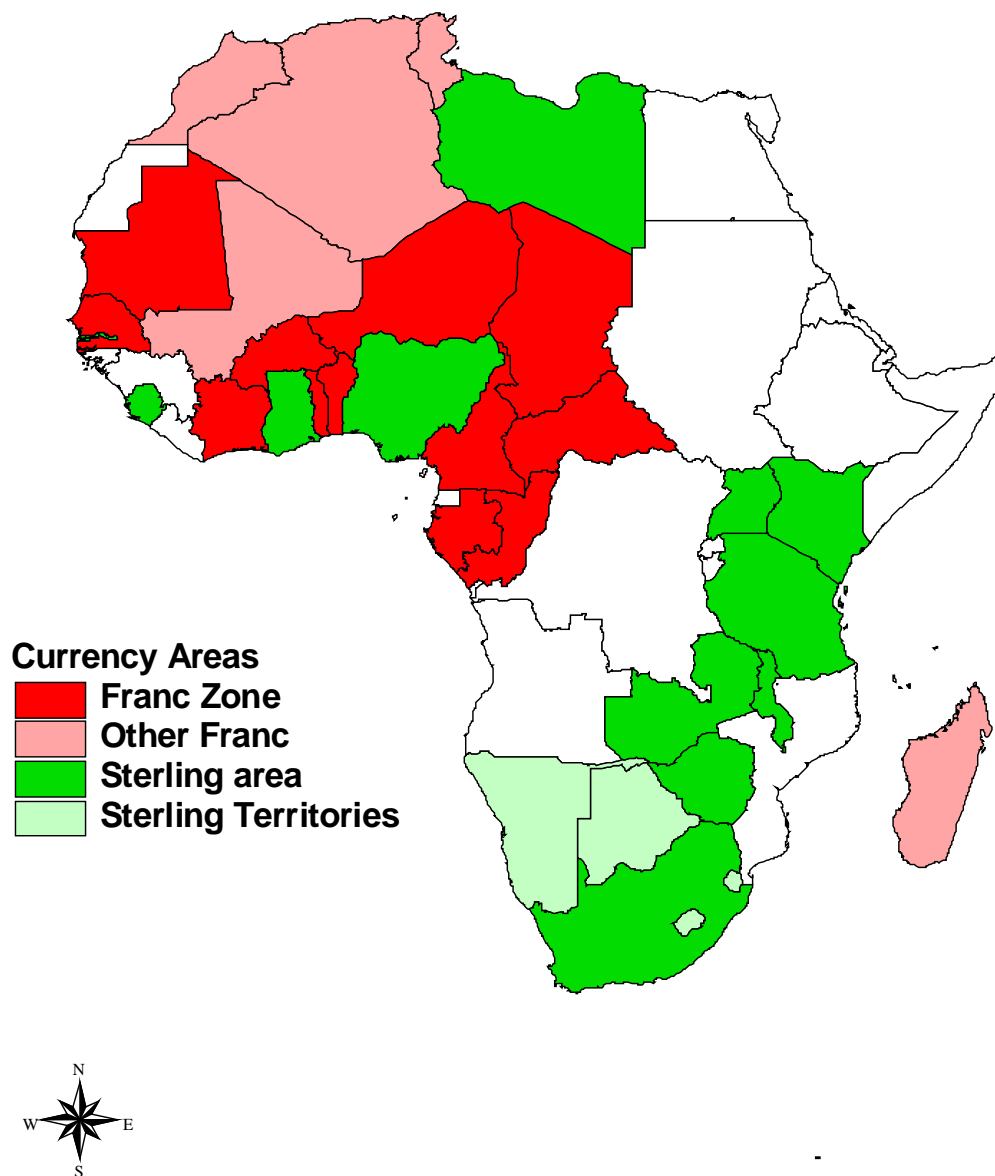 Currency Areas
Franc Zone
Other Franc
Sterling area
Sterling Territories
N
W E
S
-